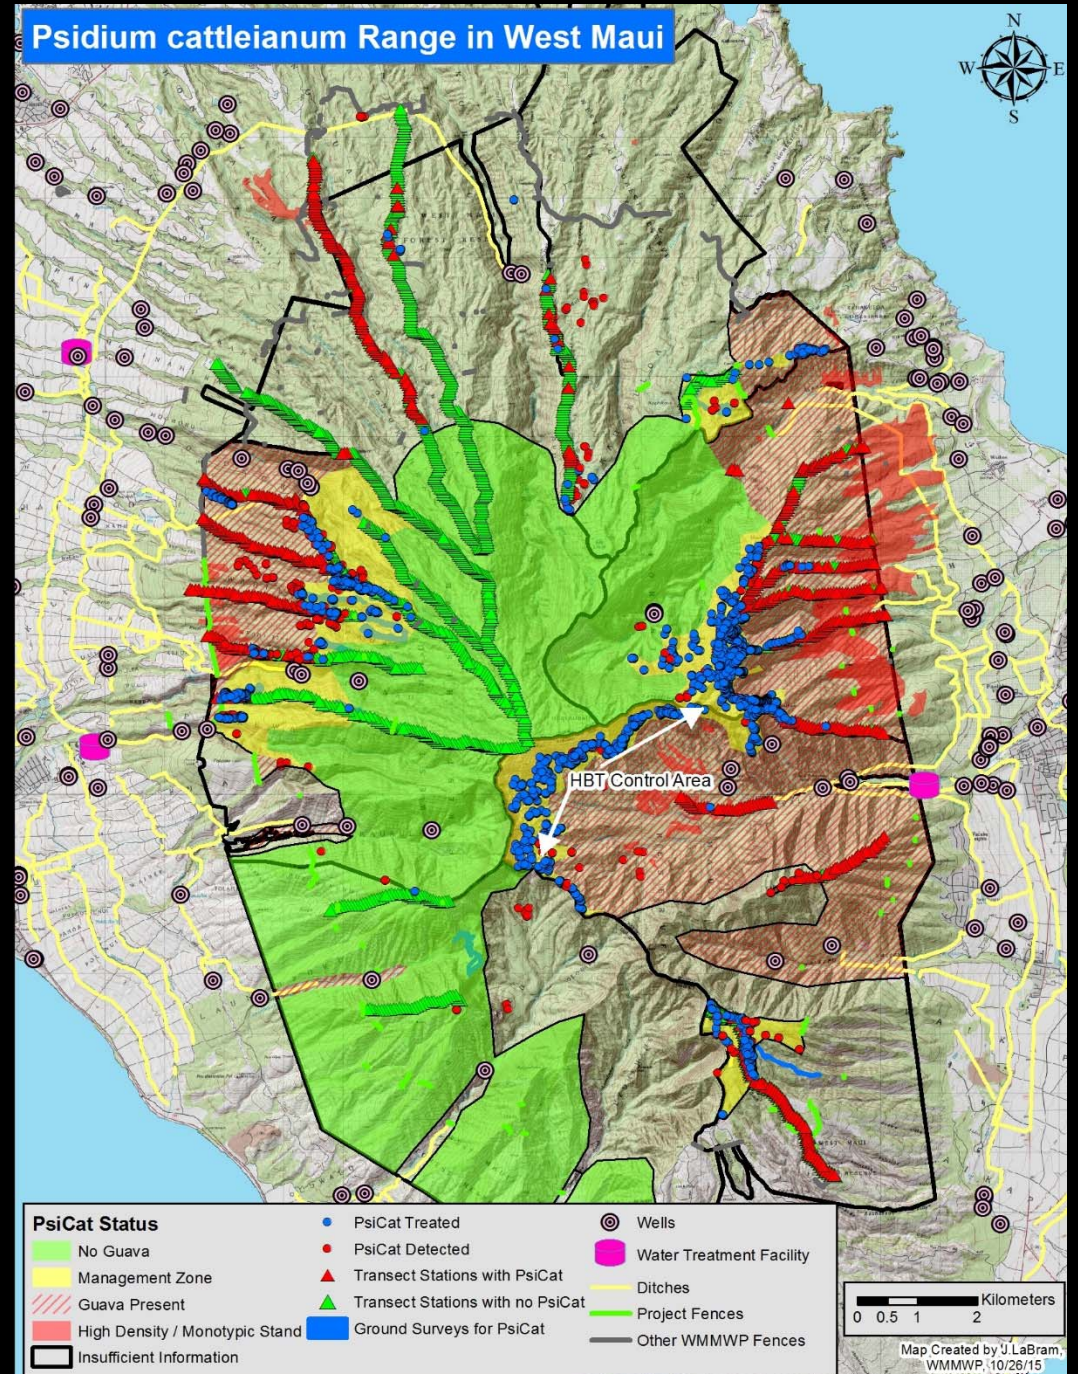 Psidium cattleianum Range in West Maui
N
W E
S
HBT Control Area
PsiCat Status
No Guava
Management Zone
Guava Present
High Density / Monotypic Stand
Insufficient Information
PsiCat Treated
PsiCat Detected
Transect Stations with PsiCat
Transect Stations with no PsiCat
Ground Surveys for PsiCat
Wells
Water Treatment Facility
Ditches
Project Fences
Other WMMWP Fences
Kilometers
0 0.5 1 2
Map Created by J.LaBram,
WMMWP, 10/26/15